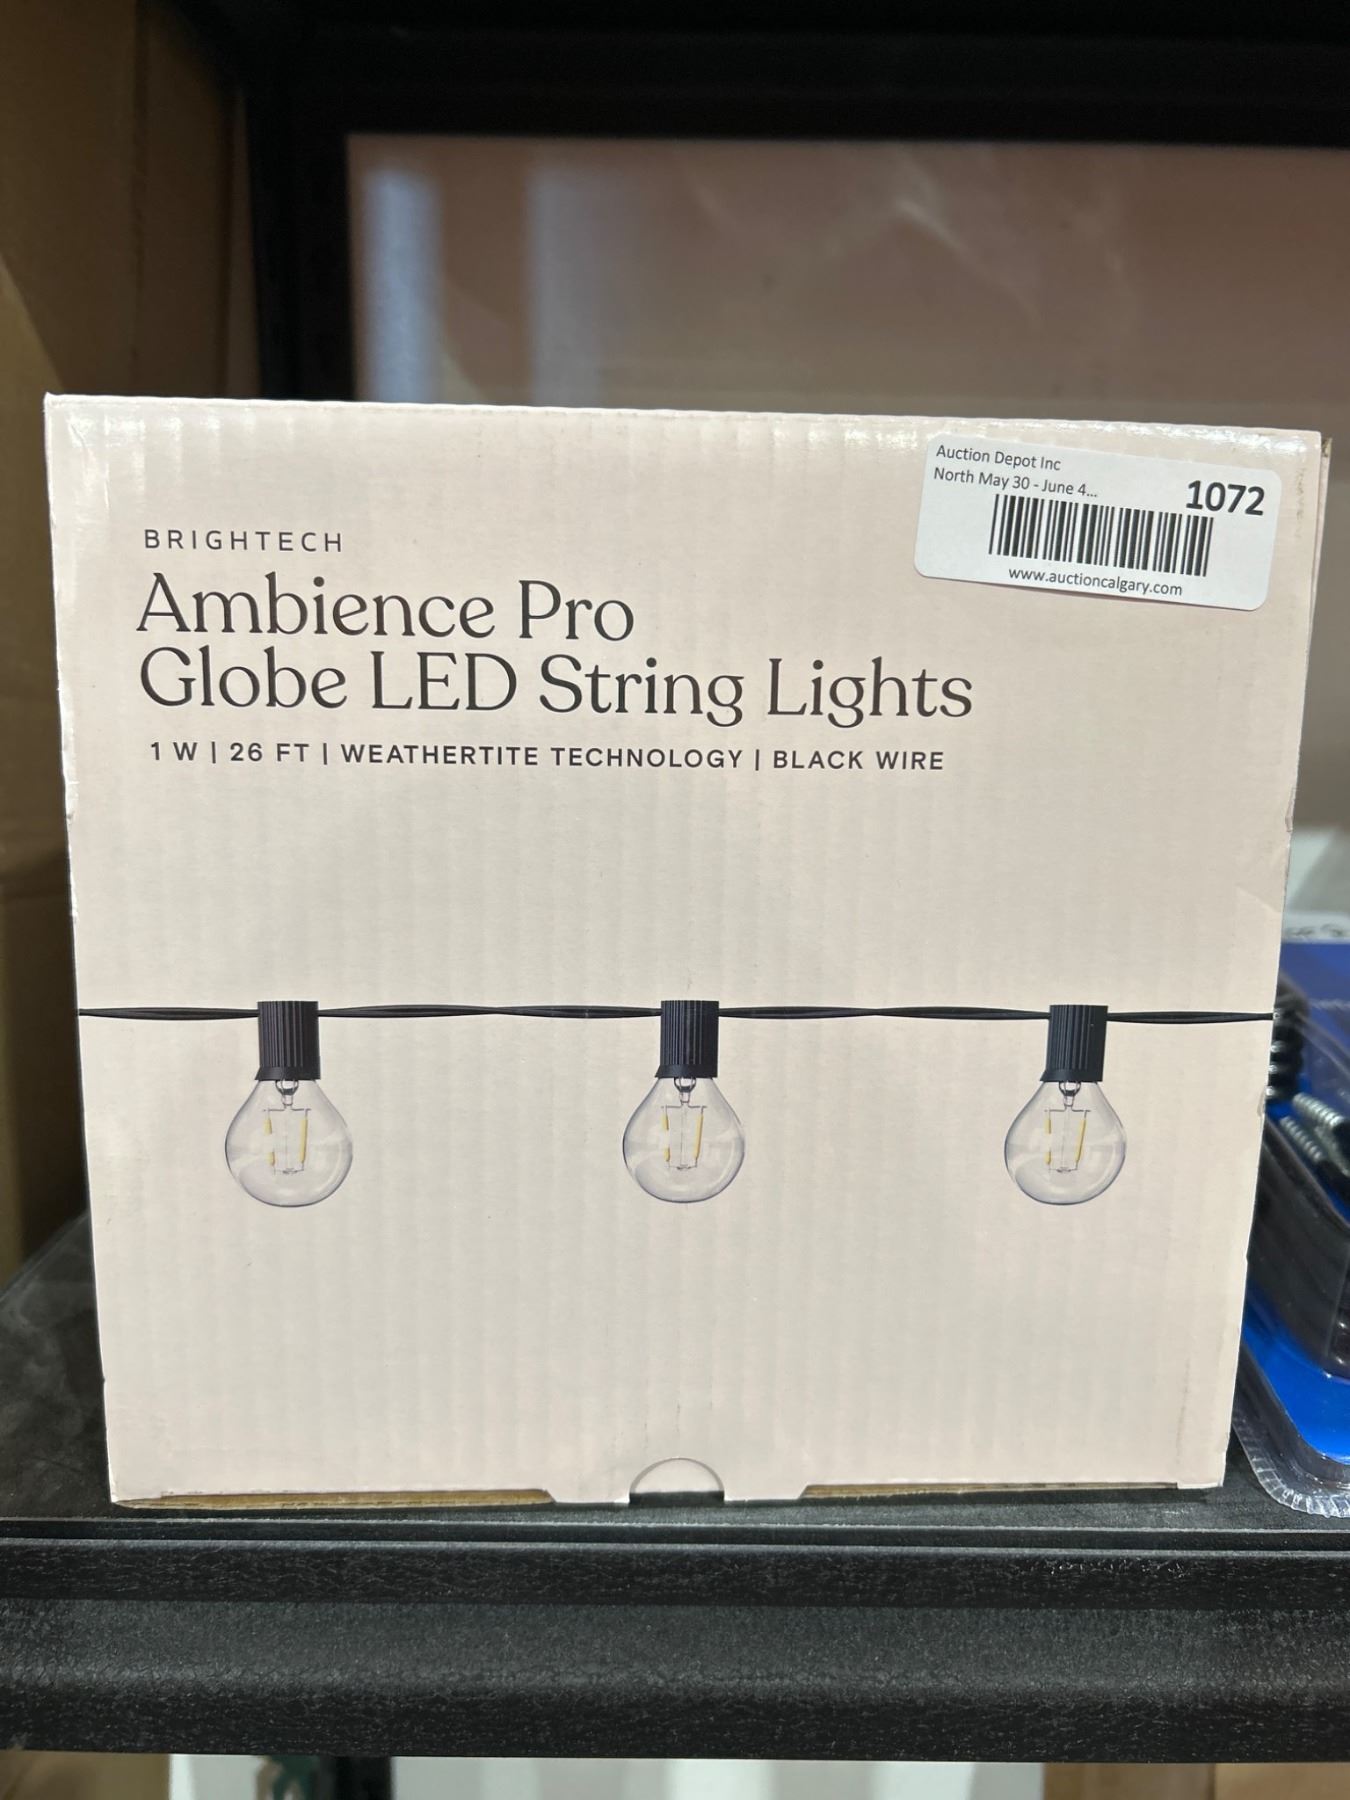 Auction Depot Inc
North May 30 - June 4...
1072
www.auctioncalgary.com
BRIGHTECH
Ambience Pro
Globe LED String Lights
1 W | 26 FT | WEATHERTITE TECHNOLOGY | BLACK WIRE